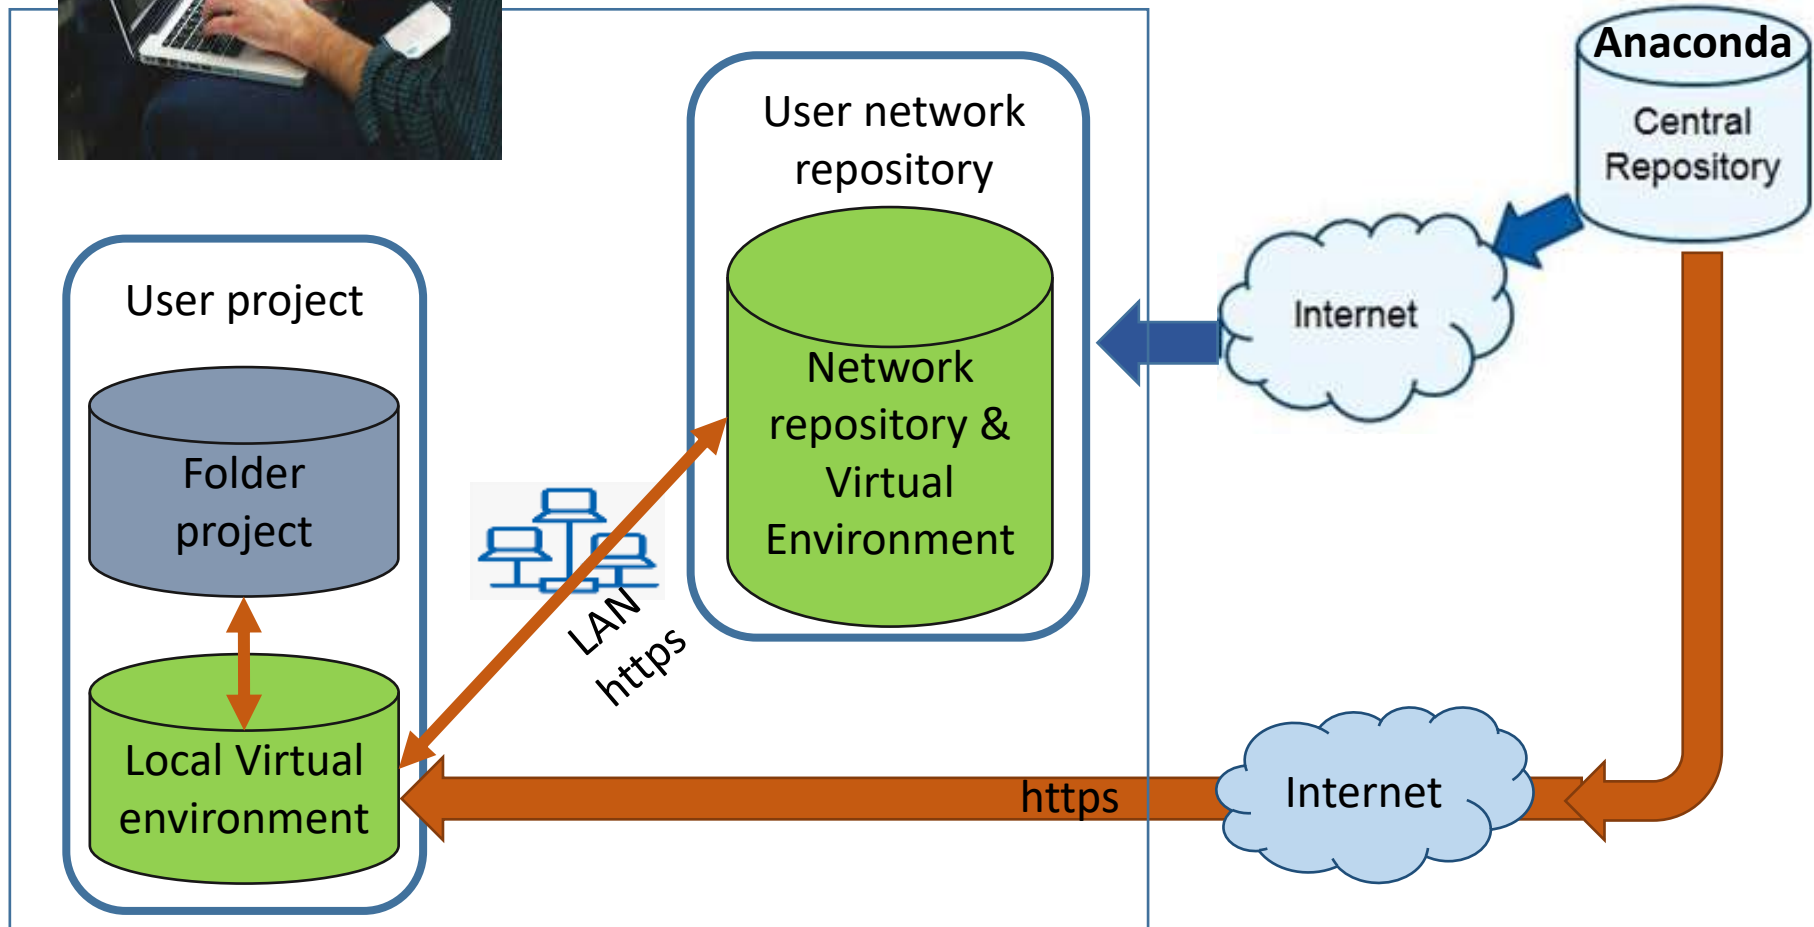 User network
repository
Anaconda
Central
Repository
User project
Internet
Network
repository &
Virtual
Environment
Folder
project
LAN
https
Local Virtual
environment
https
Internet